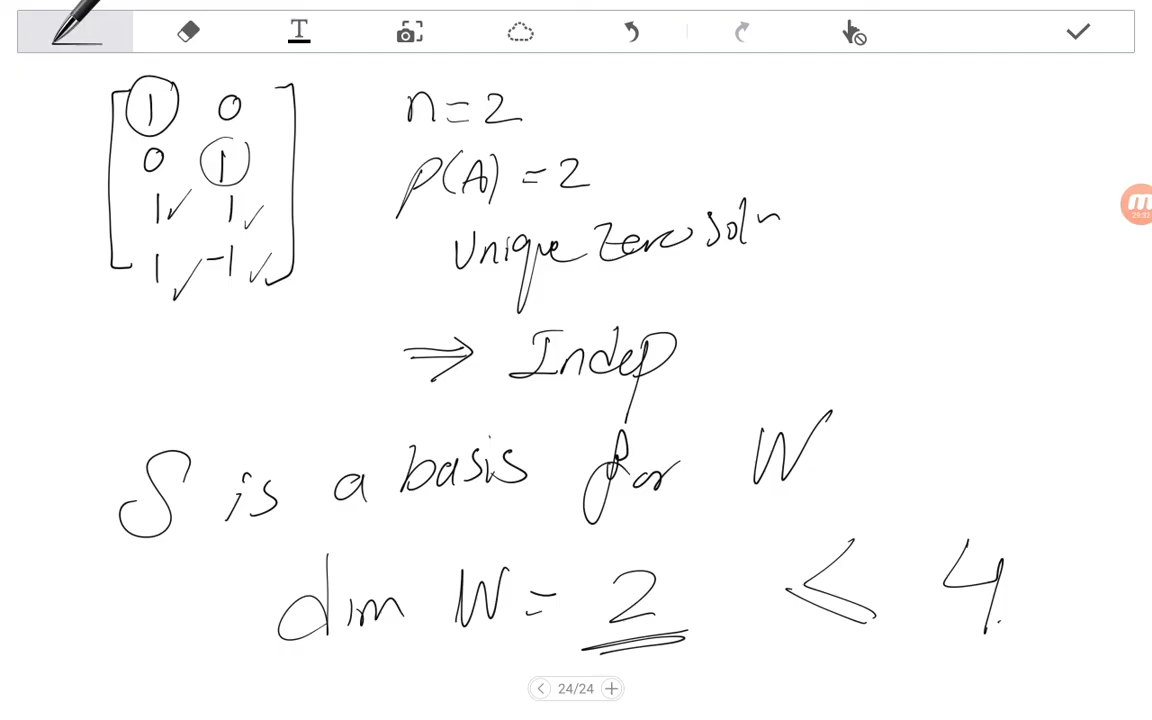 T
1 0 n=2
0 1 ρ(A) = 2
1 1 Unique Zero Soln
1 -1
⇒ Indep
S is a basis for W
dim W = 2 < 4
24/24